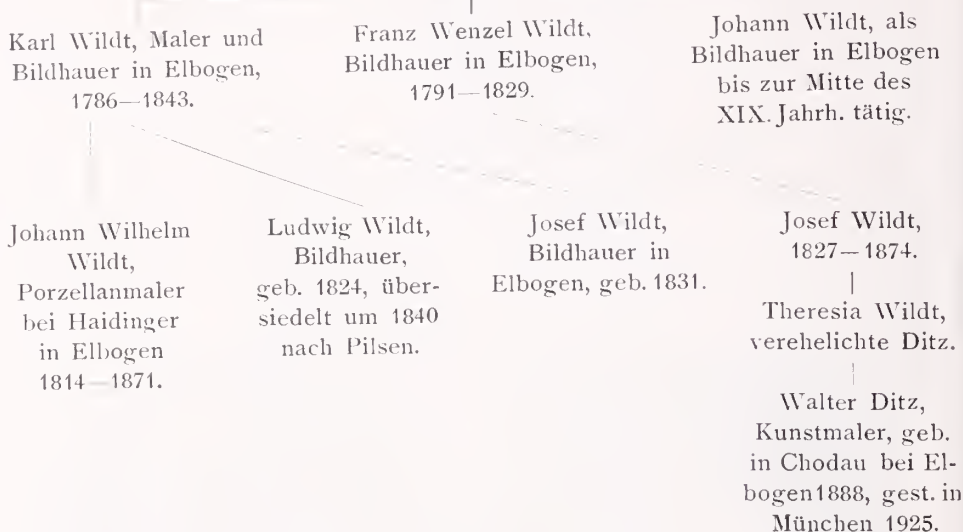 Karl Wildt, Maler und
Bildhauer in Elbogen,
1786—1843.
Franz Wenzel Wildt,
Bildhauer in Elbogen,
1791—1829.
Johann Wildt, als
Bildhauer in Elbogen
bis zur Mitte des
XIX. Jahrh. tätig.
Johann Wilhelm
Wildt,
Porzellanmaler
bei Haidinger
in Elbogen
1814—1871.
Ludwig Wildt,
Bildhauer,
geb. 1824, über-
siedelt um 1840
nach Pilsen.
Josef Wildt,
Bildhauer in
Elbogen, geb. 1831.
Josef Wildt,
1827—1874.
Theresia Wildt,
verehelichte Ditz.
Walter Ditz,
Kunstmaler, geb.
in Chodau bei El-
bogen 1888, gest. in
München 1925.